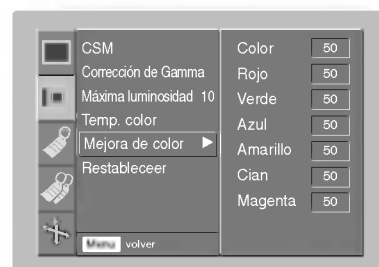 CSM
Corrección de Gamma
Máxima luminosidad 10
Temp. color
Mejora de color
Restableceer
Menu volver
Color 50
Rojo 50
Verde 50
Azul 50
Amarillo 50
Cian 50
Magenta 50